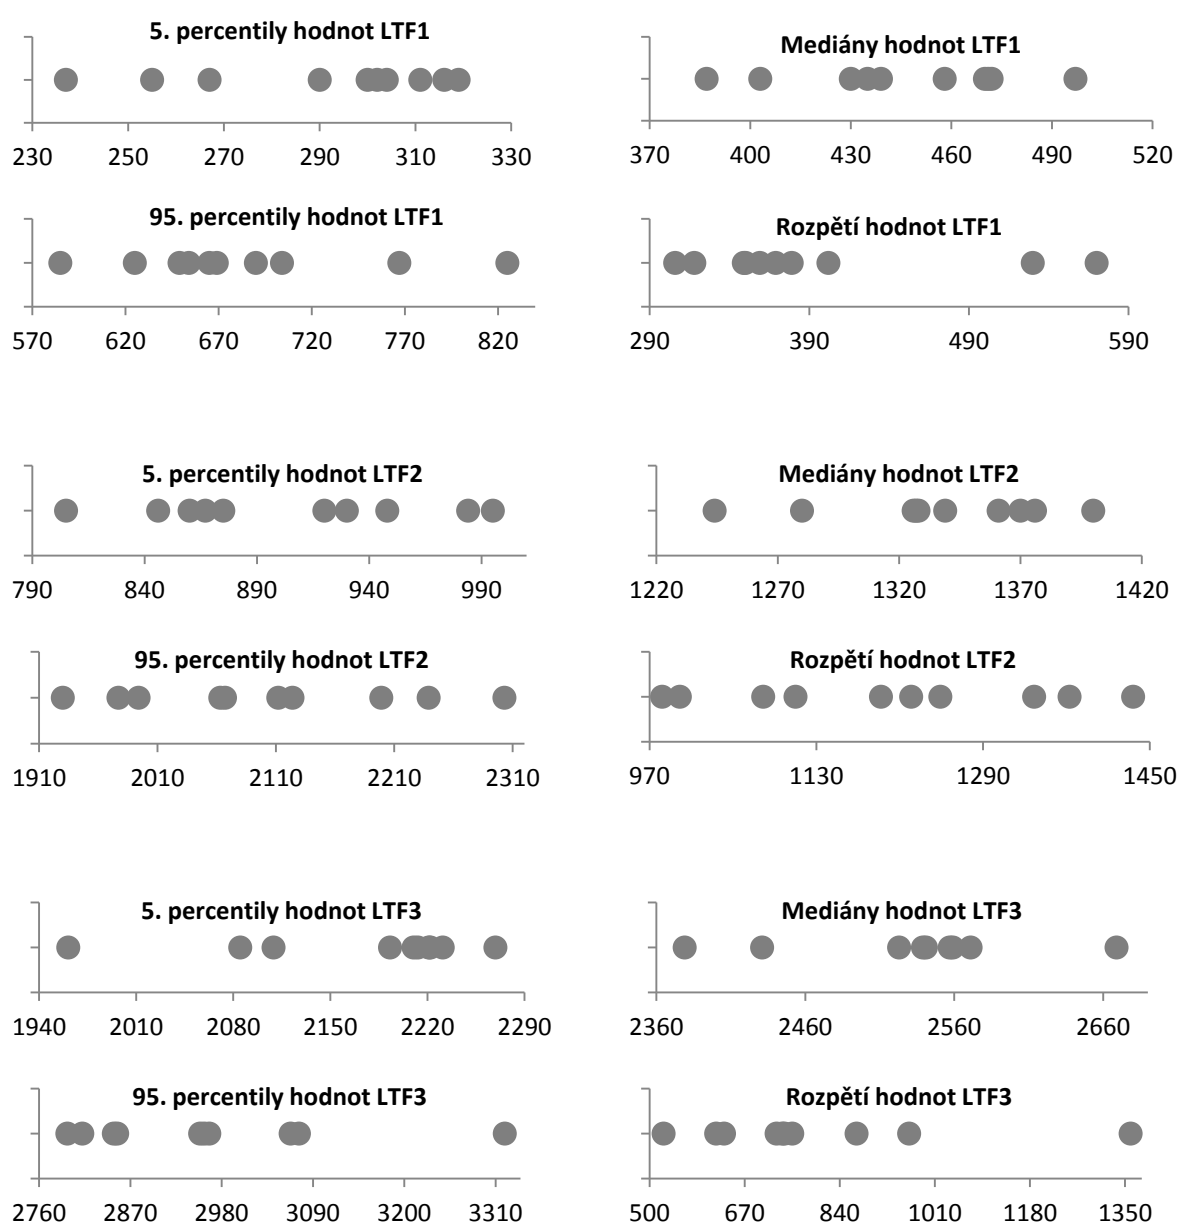 5. percentily hodnot LTF1
230 250 270 290 310 330
Mediány hodnot LTF1
370 400 430 460 490 520
95. percentily hodnot LTF1
570 620 670 720 770 820
Rozpětí hodnot LTF1
290 390 490 590
5. percentily hodnot LTF2
790 840 890 940 990
Mediány hodnot LTF2
1220 1270 1320 1370 1420
95. percentily hodnot LTF2
1910 2010 2110 2210 2310
Rozpětí hodnot LTF2
970 1130 1290 1450
5. percentily hodnot LTF3
1940 2010 2080 2150 2220 2290
Mediány hodnot LTF3
2360 2460 2560 2660
95. percentily hodnot LTF3
2760 2870 2980 3090 3200 3310
Rozpětí hodnot LTF3
500 670 840 1010 1180 1350